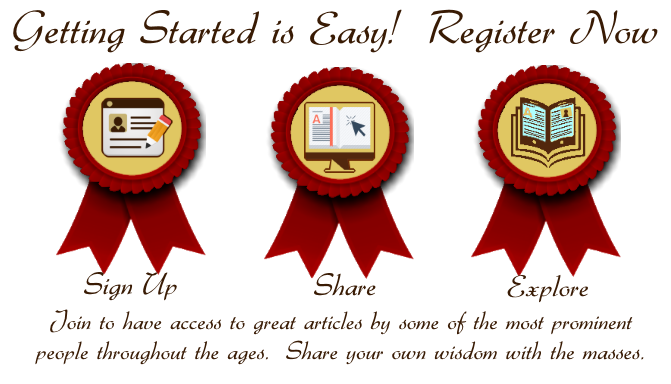 Getting Started is Easy! Register Now
A
A
Sign Up
Share
Explore
Join to have access to great articles by some of the most prominent
people throughout the ages. Share your own wisdom with the masses.